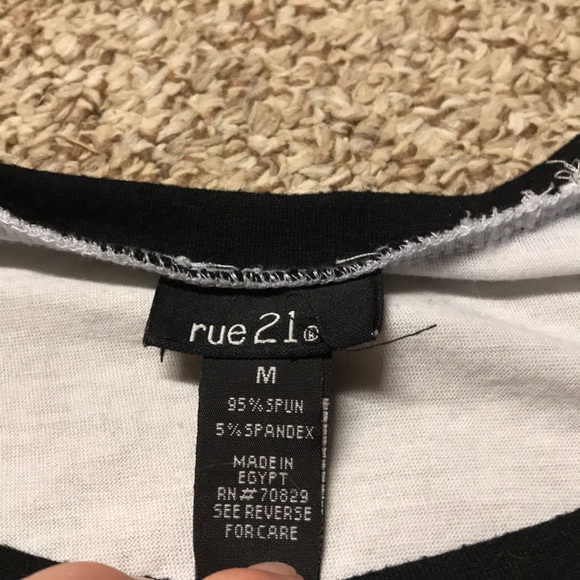 rue21®
M
95% SPUN
5% SPANDEX
MADE IN
EGYPT
RN# 70829
SEE REVERSE
FOR CARE